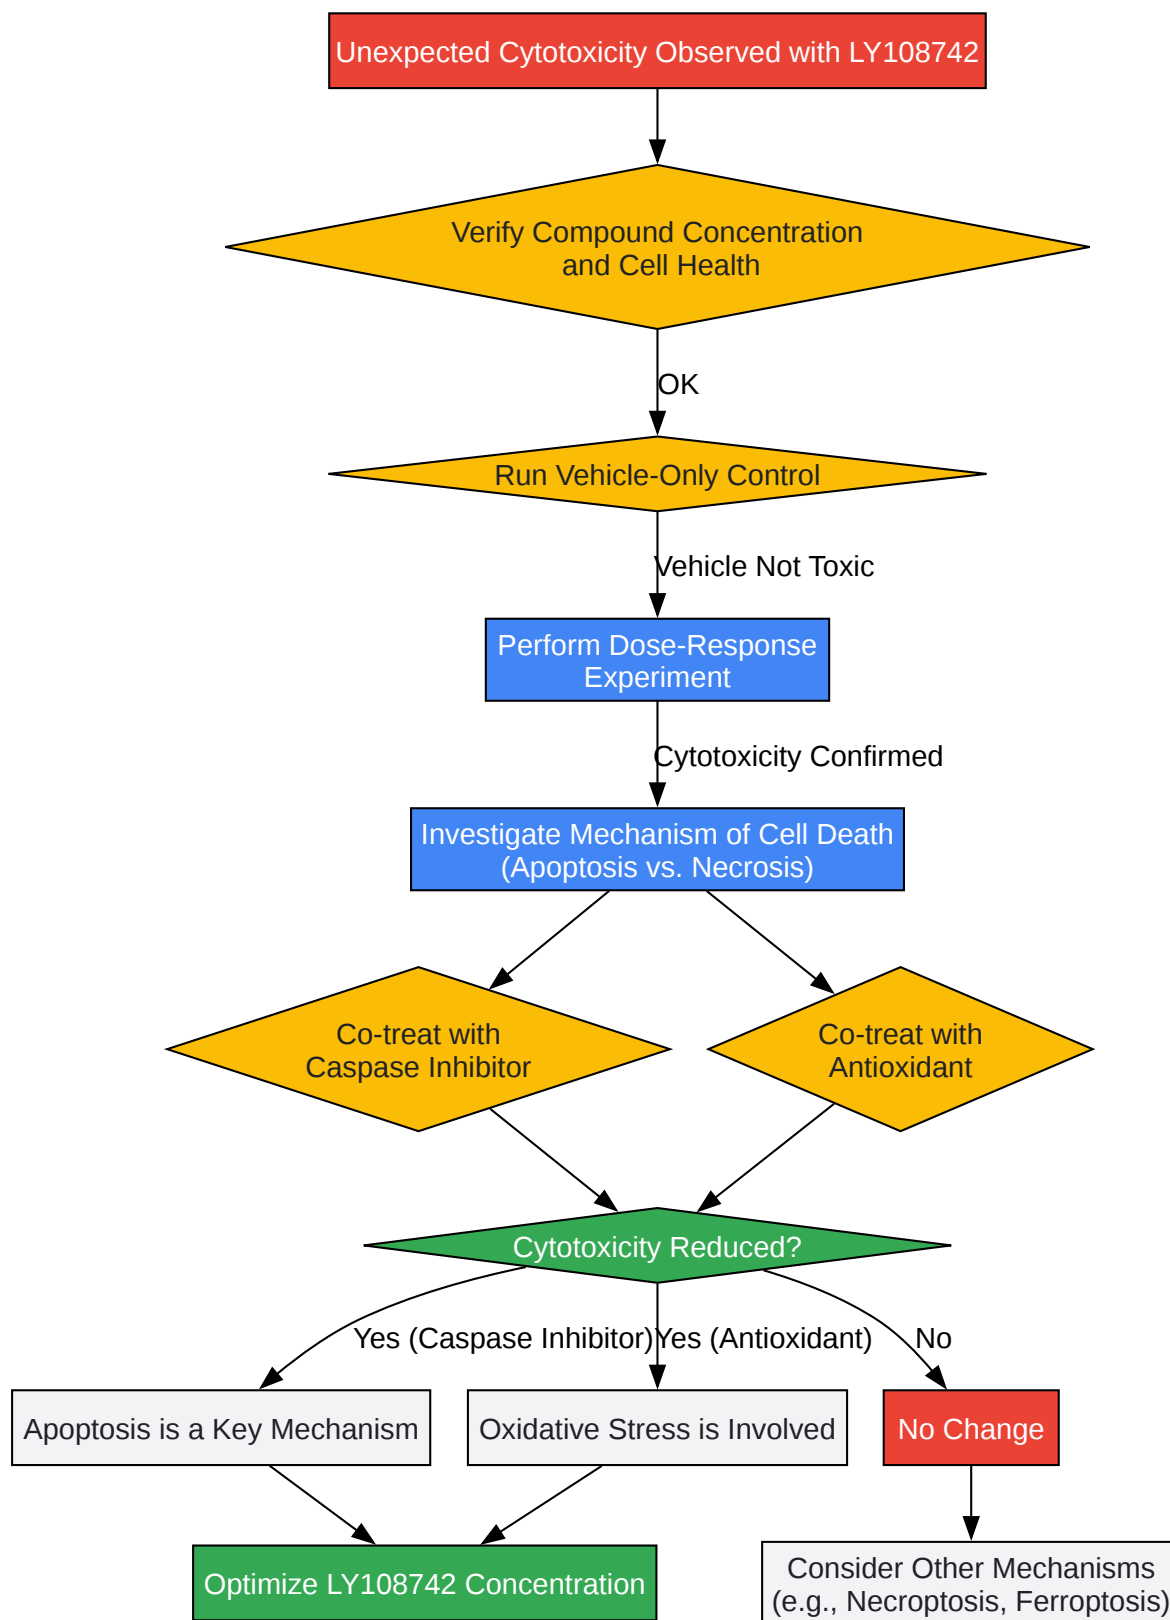 Unexpected Cytotoxicity Observed with LY108742
Verify Compound Concentration
and Cell Health
OK
Run Vehicle-Only Control
Vehicle Not Toxic
Perform Dose-Response
Experiment
Cytotoxicity Confirmed
Investigate Mechanism of Cell Death
(Apoptosis vs. Necrosis)
Co-treat with
Caspase Inhibitor
Co-treat with
Antioxidant
Cytotoxicity Reduced?
Yes (Caspase Inhibitor)
Yes (Antioxidant)
No
Apoptosis is a Key Mechanism
Oxidative Stress is Involved
No Change
Optimize LY108742 Concentration
Consider Other Mechanisms
(e.g., Necroptosis, Ferroptosis)